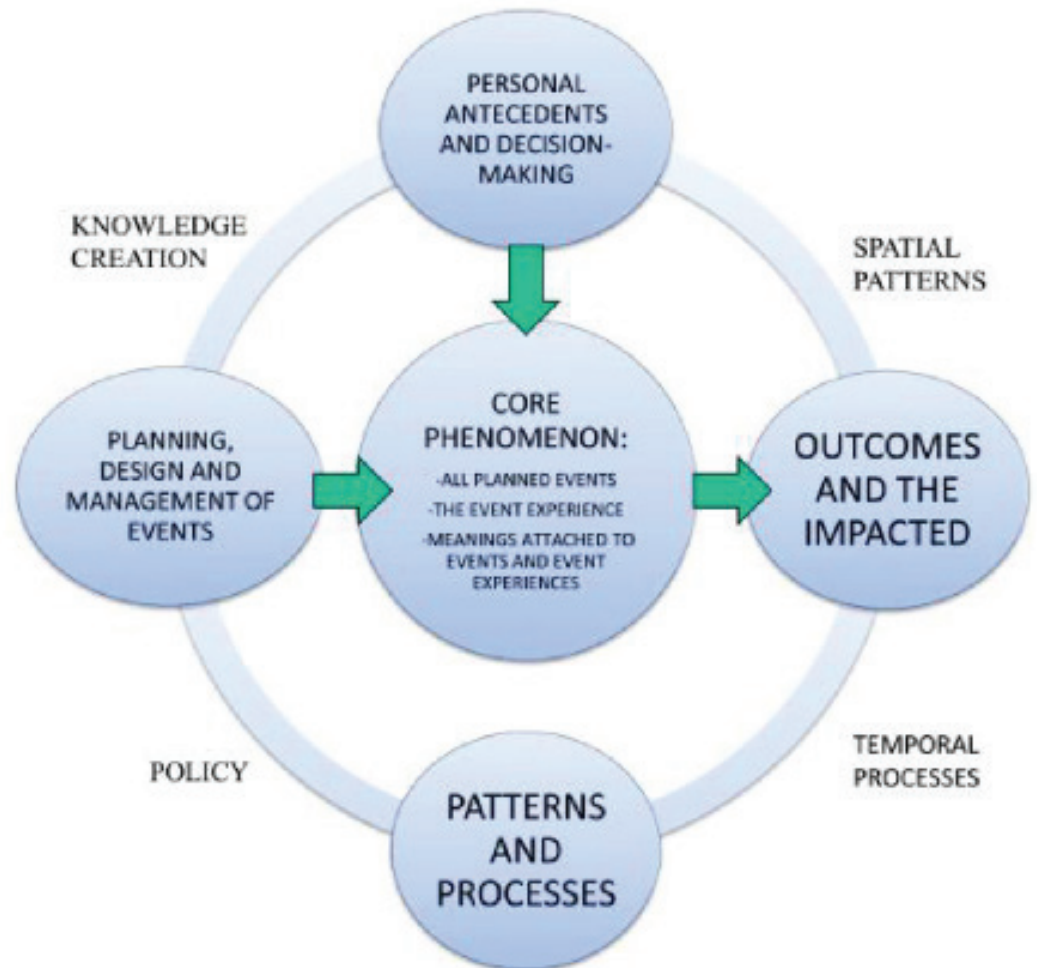 PERSONAL
ANTECEDENTS
AND DECISION-
MAKING
KNOWLEDGE
CREATION
SPATIAL
PATTERNS
PLANNING,
DESIGN AND
MANAGEMENT OF
EVENTS
CORE
PHENOMENON:
-ALL PLANNED EVENTS
-THE EVENT EXPERIENCE
-MEANINGS ATTACHED TO
EVENTS AND EVENT
EXPERIENCES
OUTCOMES
AND THE
IMPACTED
POLICY
TEMPORAL
PROCESSES
PATTERNS
AND
PROCESSES